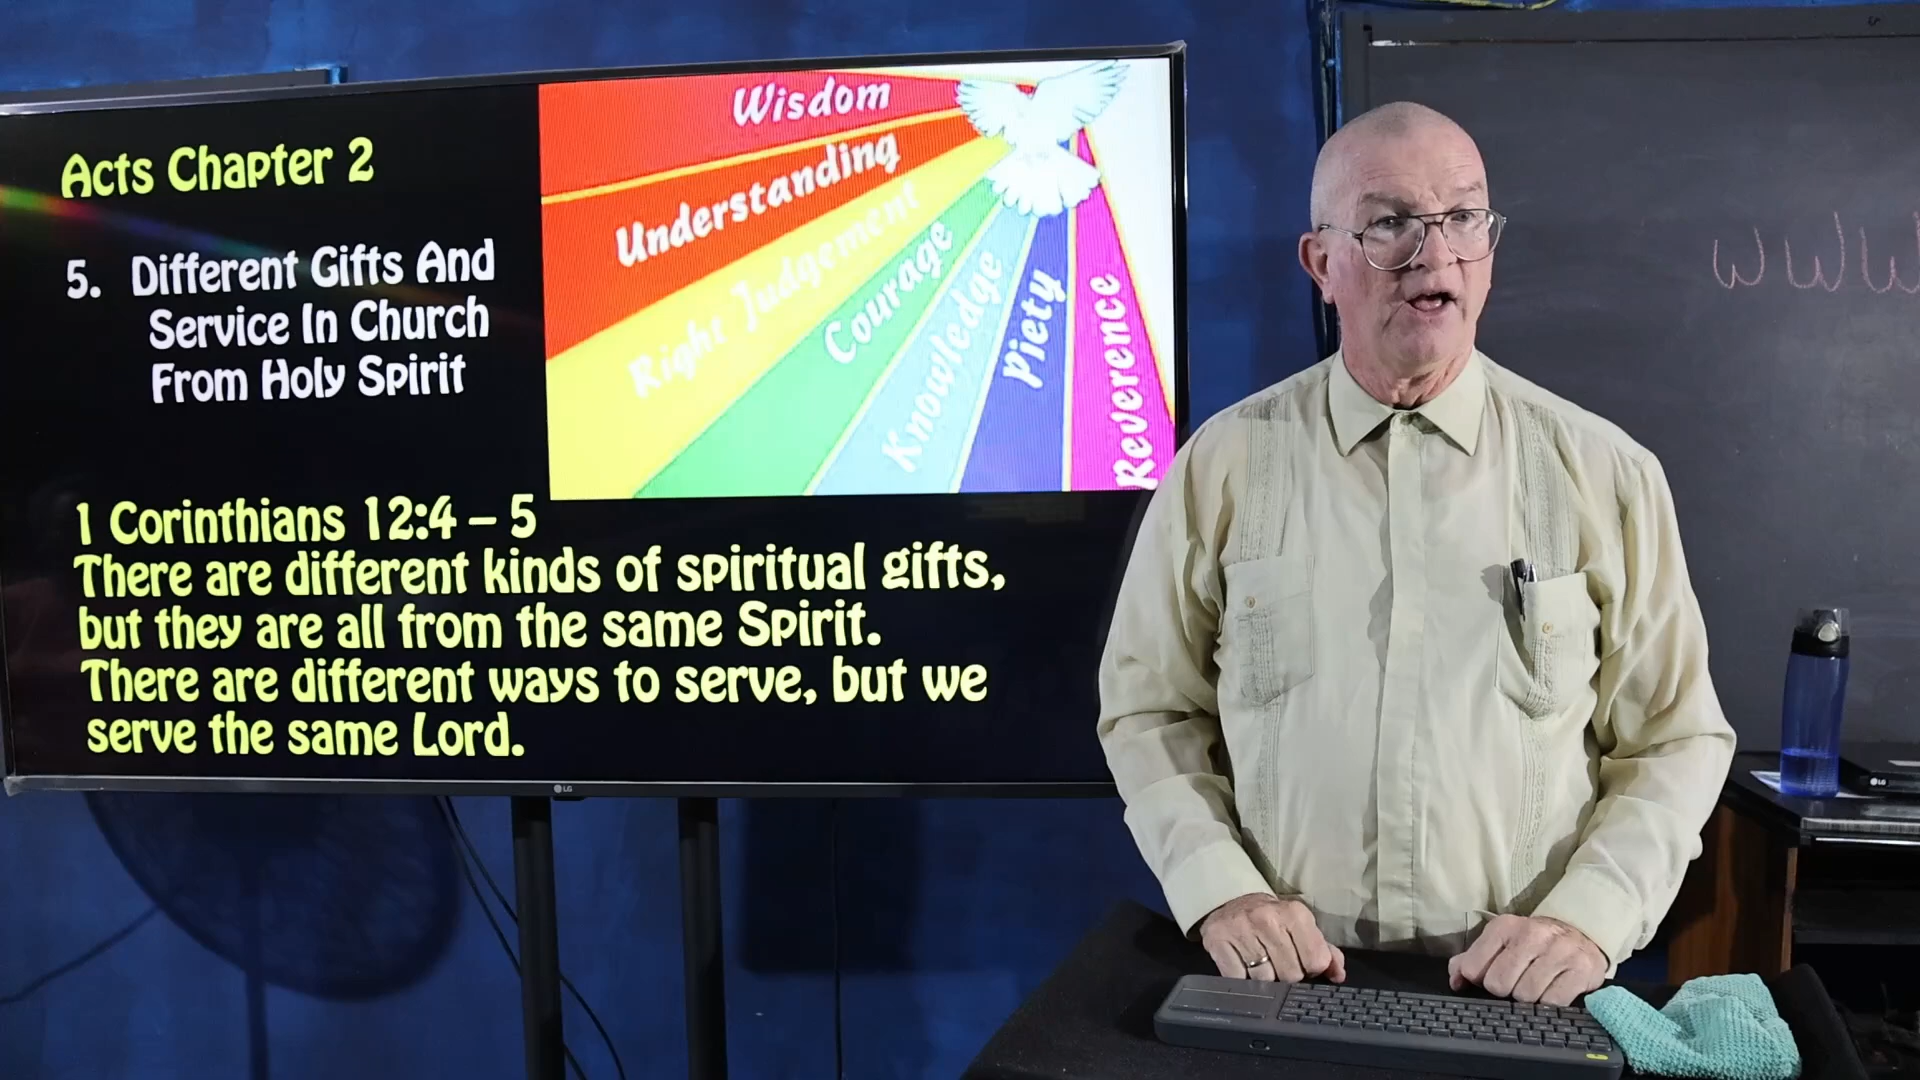 Acts Chapter 2
5. Different Gifts And
Service In Church
From Holy Spirit
Wisdom
Understanding
Right Judgement
Courage
Knowledge
Piety
Reverence
1 Corinthians 12:4 – 5
There are different kinds of spiritual gifts,
but they are all from the same Spirit.
There are different ways to serve, but we
serve the same Lord.
LG
www
LG